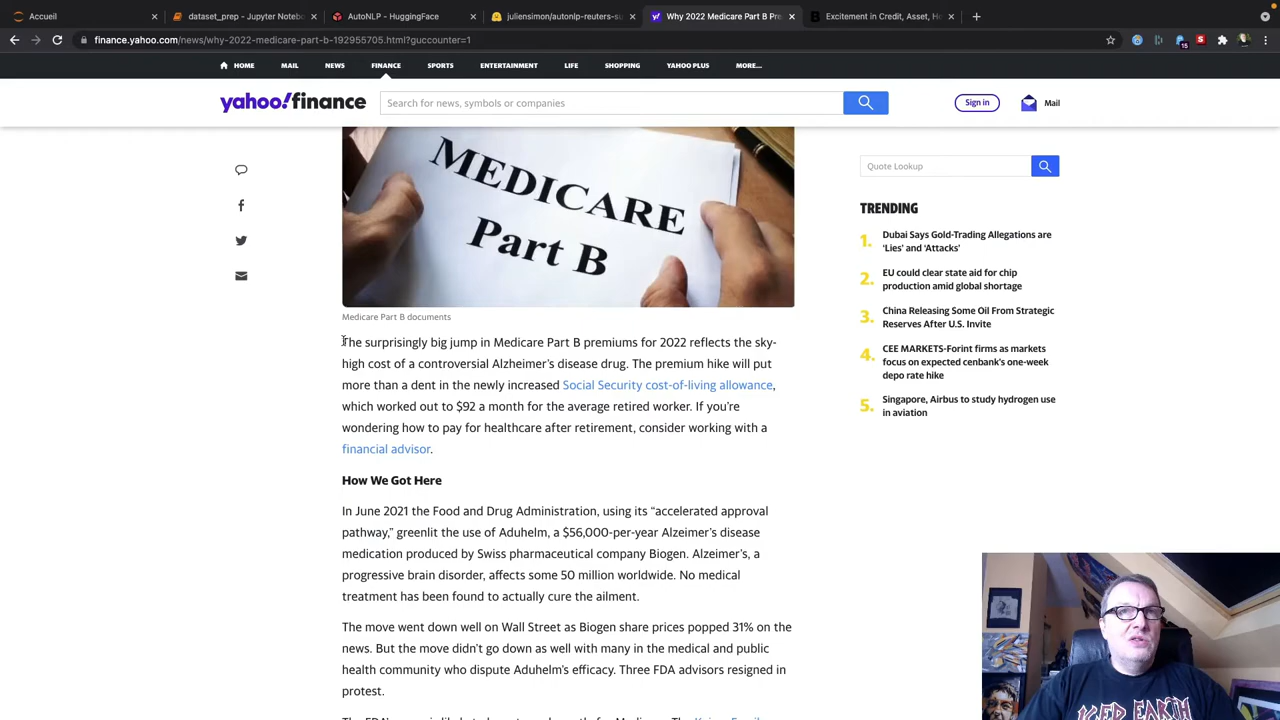 Accueil
dataset_prep - Jupyter Notebo
AutoNLP - HuggingFace
juliensimon/autonlp-reuters-su
Why 2022 Medicare Part B Pre
Excitement in Credit, Asset, Ho
finance.yahoo.com/news/why-2022-medicare-part-b-192955705.html?guccounter=1
15
HOME
MAIL
NEWS
FINANCE
SPORTS
ENTERTAINMENT
LIFE
SHOPPING
YAHOO PLUS
MORE...
yahoo!finance
Search for news, symbols or companies
Sign in
Mail
MEDICARE
Part B
Medicare Part B documents
The surprisingly big jump in Medicare Part B premiums for 2022 reflects the sky-
high cost of a controversial Alzheimer's disease drug. The premium hike will put
more than a dent in the newly increased Social Security cost-of-living allowance,
which worked out to $92 a month for the average retired worker. If you're
wondering how to pay for healthcare after retirement, consider working with a
financial advisor.
How We Got Here
In June 2021 the Food and Drug Administration, using its "accelerated approval
pathway," greenlit the use of Aduhelm, a $56,000-per-year Alzeimer's disease
medication produced by Swiss pharmaceutical company Biogen. Alzeimer's, a
progressive brain disorder, affects some 50 million worldwide. No medical
treatment has been found to actually cure the ailment.
The move went down well on Wall Street as Biogen share prices popped 31% on the
news. But the move didn't go down as well with many in the medical and public
health community who dispute Aduhelm's efficacy. Three FDA advisors resigned in
protest.
Quote Lookup
TRENDING
1. Dubai Says Gold-Trading Allegations are
'Lies' and 'Attacks'
2. EU could clear state aid for chip
production amid global shortage
3. China Releasing Some Oil From Strategic
Reserves After U.S. Invite
4. CEE MARKETS-Forint firms as markets
focus on expected cenbank's one-week
depo rate hike
5. Singapore, Airbus to study hydrogen use
in aviation